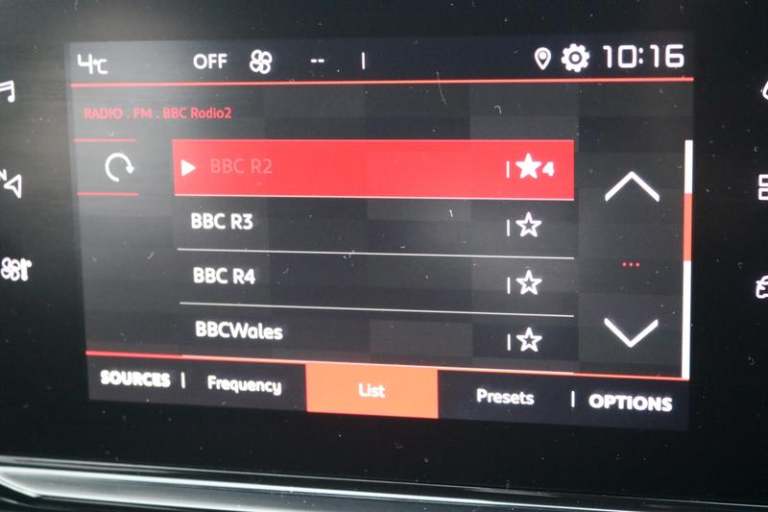 4°C OFF -- | 10:16
RADIO . FM . BBC Radio2
BBC R2 | 4
BBC R3
BBC R4
BBCWales
SOURCES | Frequency List Presets | OPTIONS